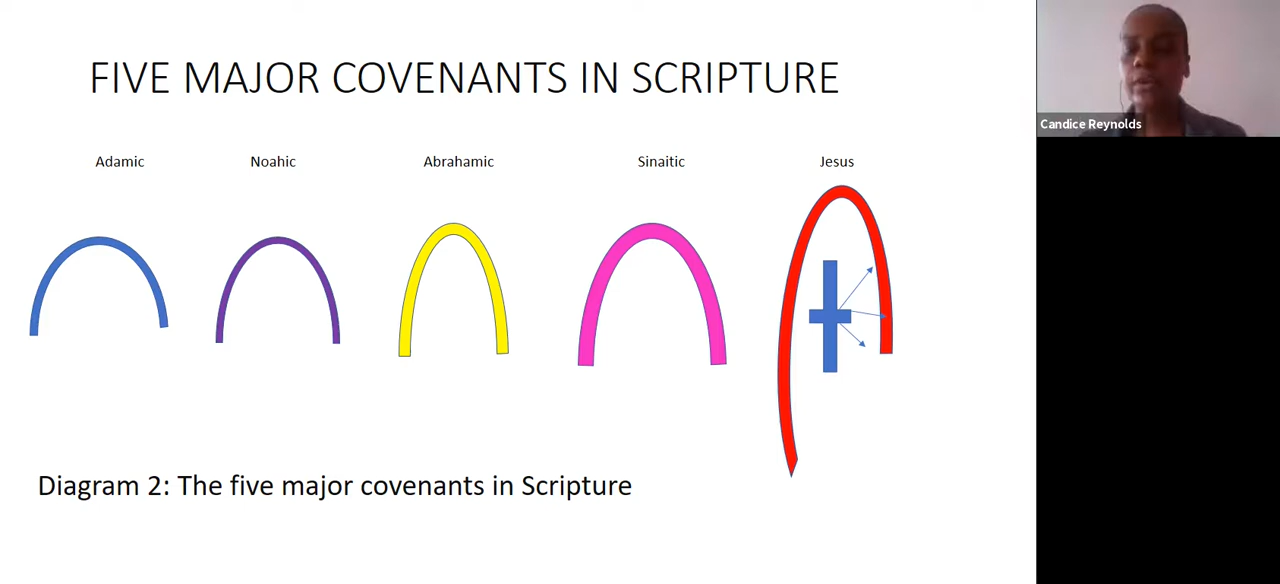 FIVE MAJOR COVENANTS IN SCRIPTURE
Candice Reynolds
Adamic
Noahic
Abrahamic
Sinaitic
Jesus
Diagram 2: The five major covenants in Scripture